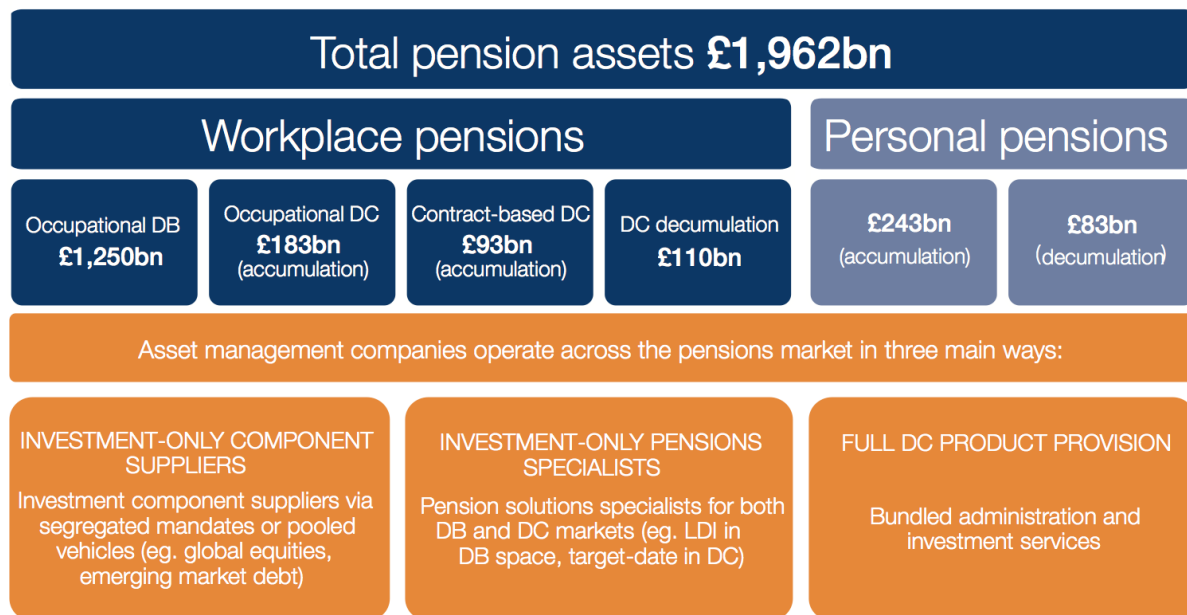 Total pension assets £1,962bn
Workplace pensions
Personal pensions
Occupational DB
£1,250bn
Occupational DC
£183bn
(accumulation)
Contract-based DC
£93bn
(accumulation)
DC decumulation
£110bn
£243bn
(accumulation)
£83bn
(decumulation)
Asset management companies operate across the pensions market in three main ways:
INVESTMENT-ONLY COMPONENT
SUPPLIERS
Investment component suppliers via
segregated mandates or pooled
vehicles (eg. global equities,
emerging market debt)
INVESTMENT-ONLY PENSIONS
SPECIALISTS
Pension solutions specialists for both
DB and DC markets (eg. LDI in
DB space, target-date in DC)
FULL DC PRODUCT PROVISION
Bundled administration and
investment services